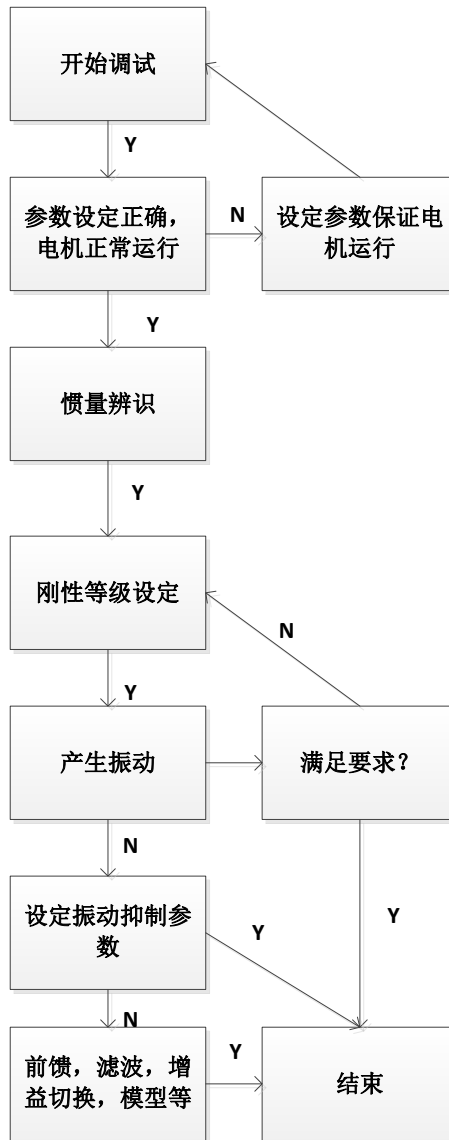 开始调试
Y
参数设定正确，
电机正常运行
N
设定参数保证电
机运行
Y
惯量辨识
Y
刚性等级设定
N
Y
产生振动
满足要求？
N
设定振动抑制参
数
Y
Y
N
前馈，滤波，增
益切换，模型等
Y
结束